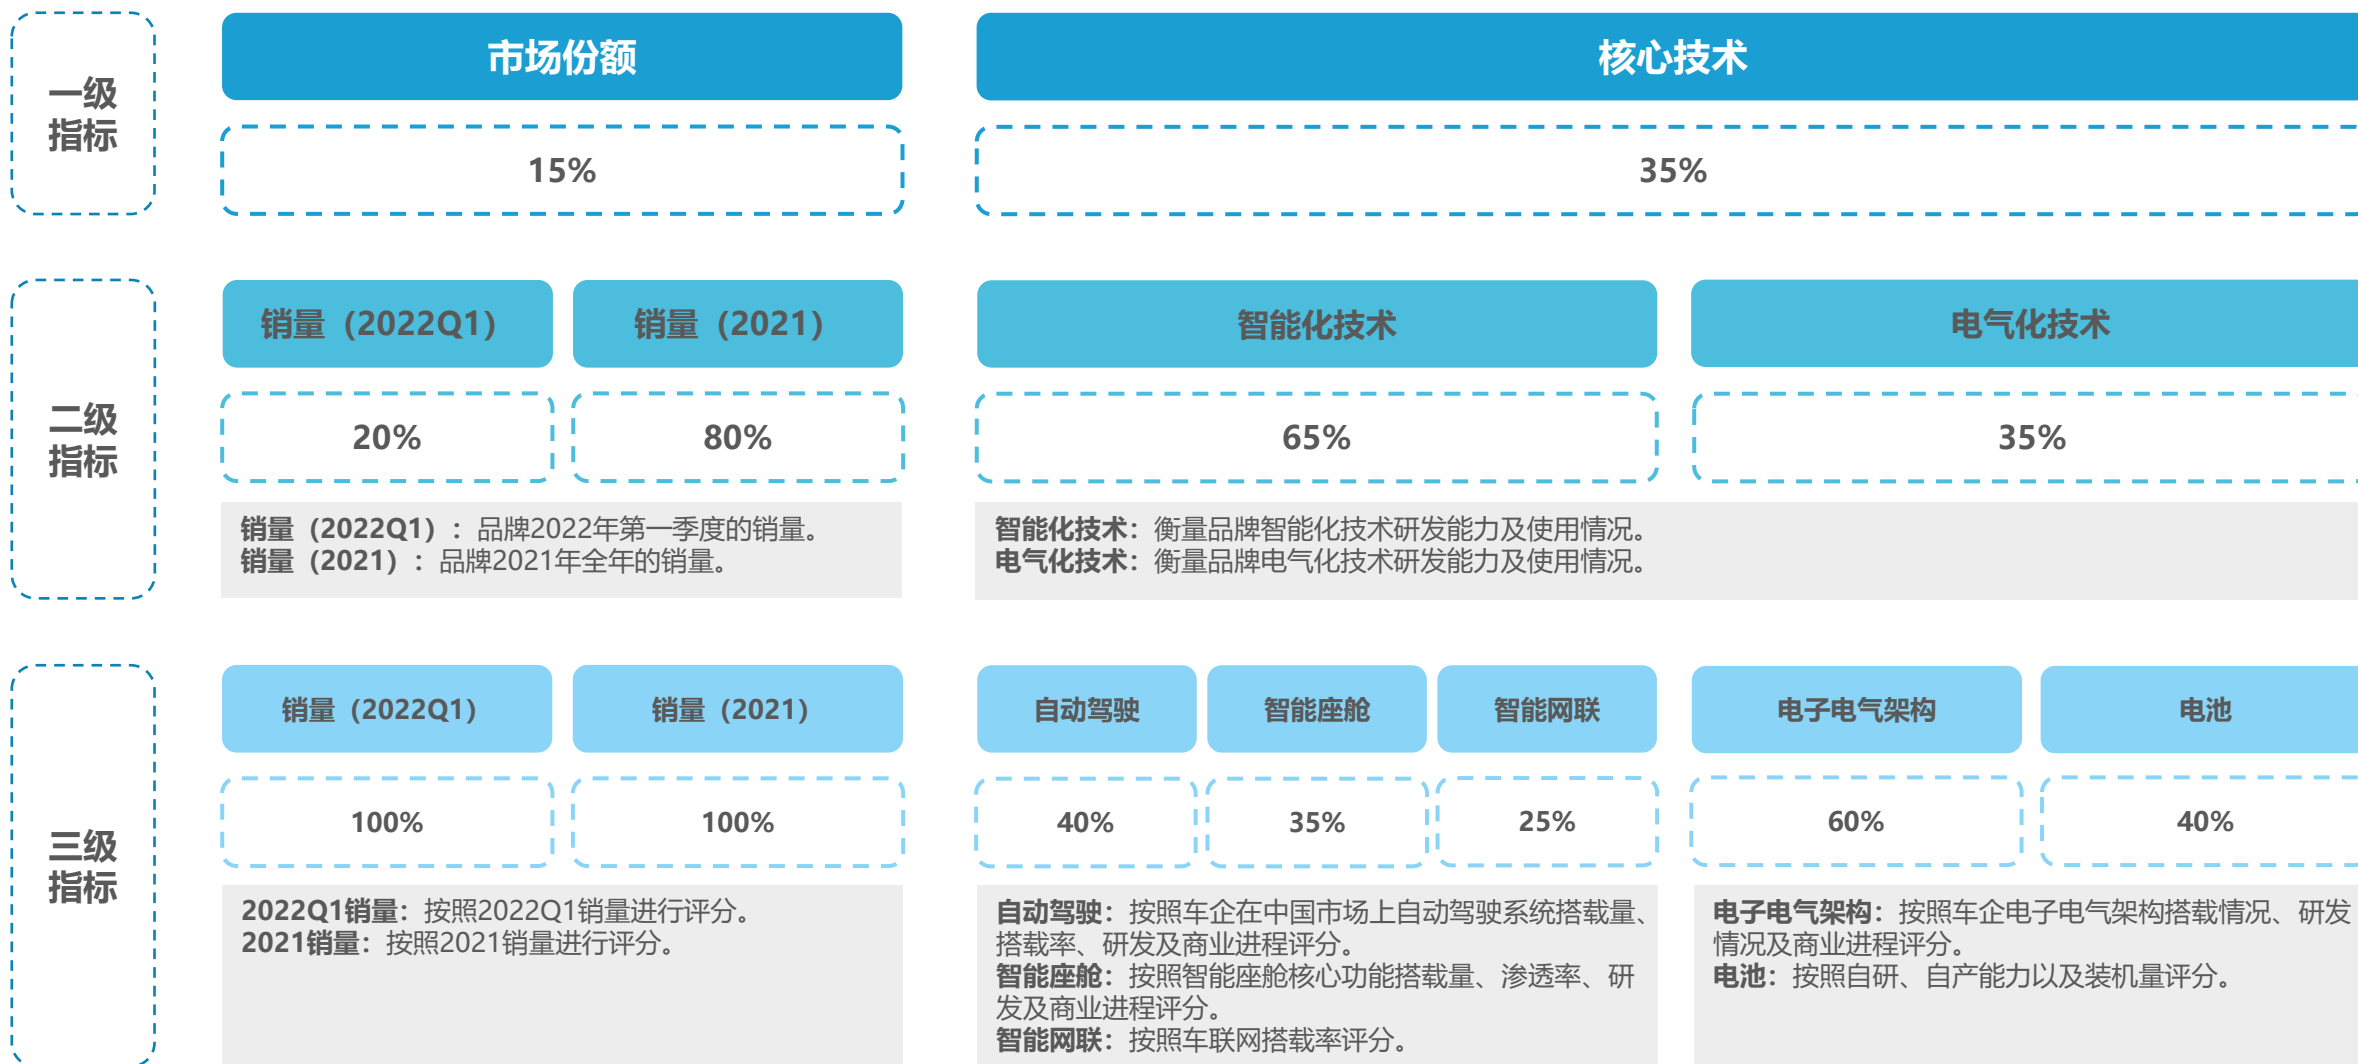 一级
指标
市场份额
核心技术
15%
35%
二级
指标
销量（2022Q1）
销量（2021）
智能化技术
电气化技术
20%
80%
65%
35%
销量（2022Q1）：品牌2022年第一季度的销量。
销量（2021）：品牌2021年全年的销量。
智能化技术：衡量品牌智能化技术研发能力及使用情况。
电气化技术：衡量品牌电气化技术研发能力及使用情况。
三级
指标
销量（2022Q1）
销量（2021）
自动驾驶
智能座舱
智能网联
电子电气架构
电池
100%
100%
40%
35%
25%
60%
40%
2022Q1销量：按照2022Q1销量进行评分。
2021销量：按照2021销量进行评分。
自动驾驶：按照车企在中国市场上自动驾驶系统搭载量、
搭载率、研发及商业进程评分。
智能座舱：按照智能座舱核心功能搭载量、渗透率、研
发及商业进程评分。
智能网联：按照车联网搭载率评分。
电子电气架构：按照车企电子电气架构搭载情况、研发
情况及商业进程评分。
电池：按照自研、自产能力以及装机量评分。